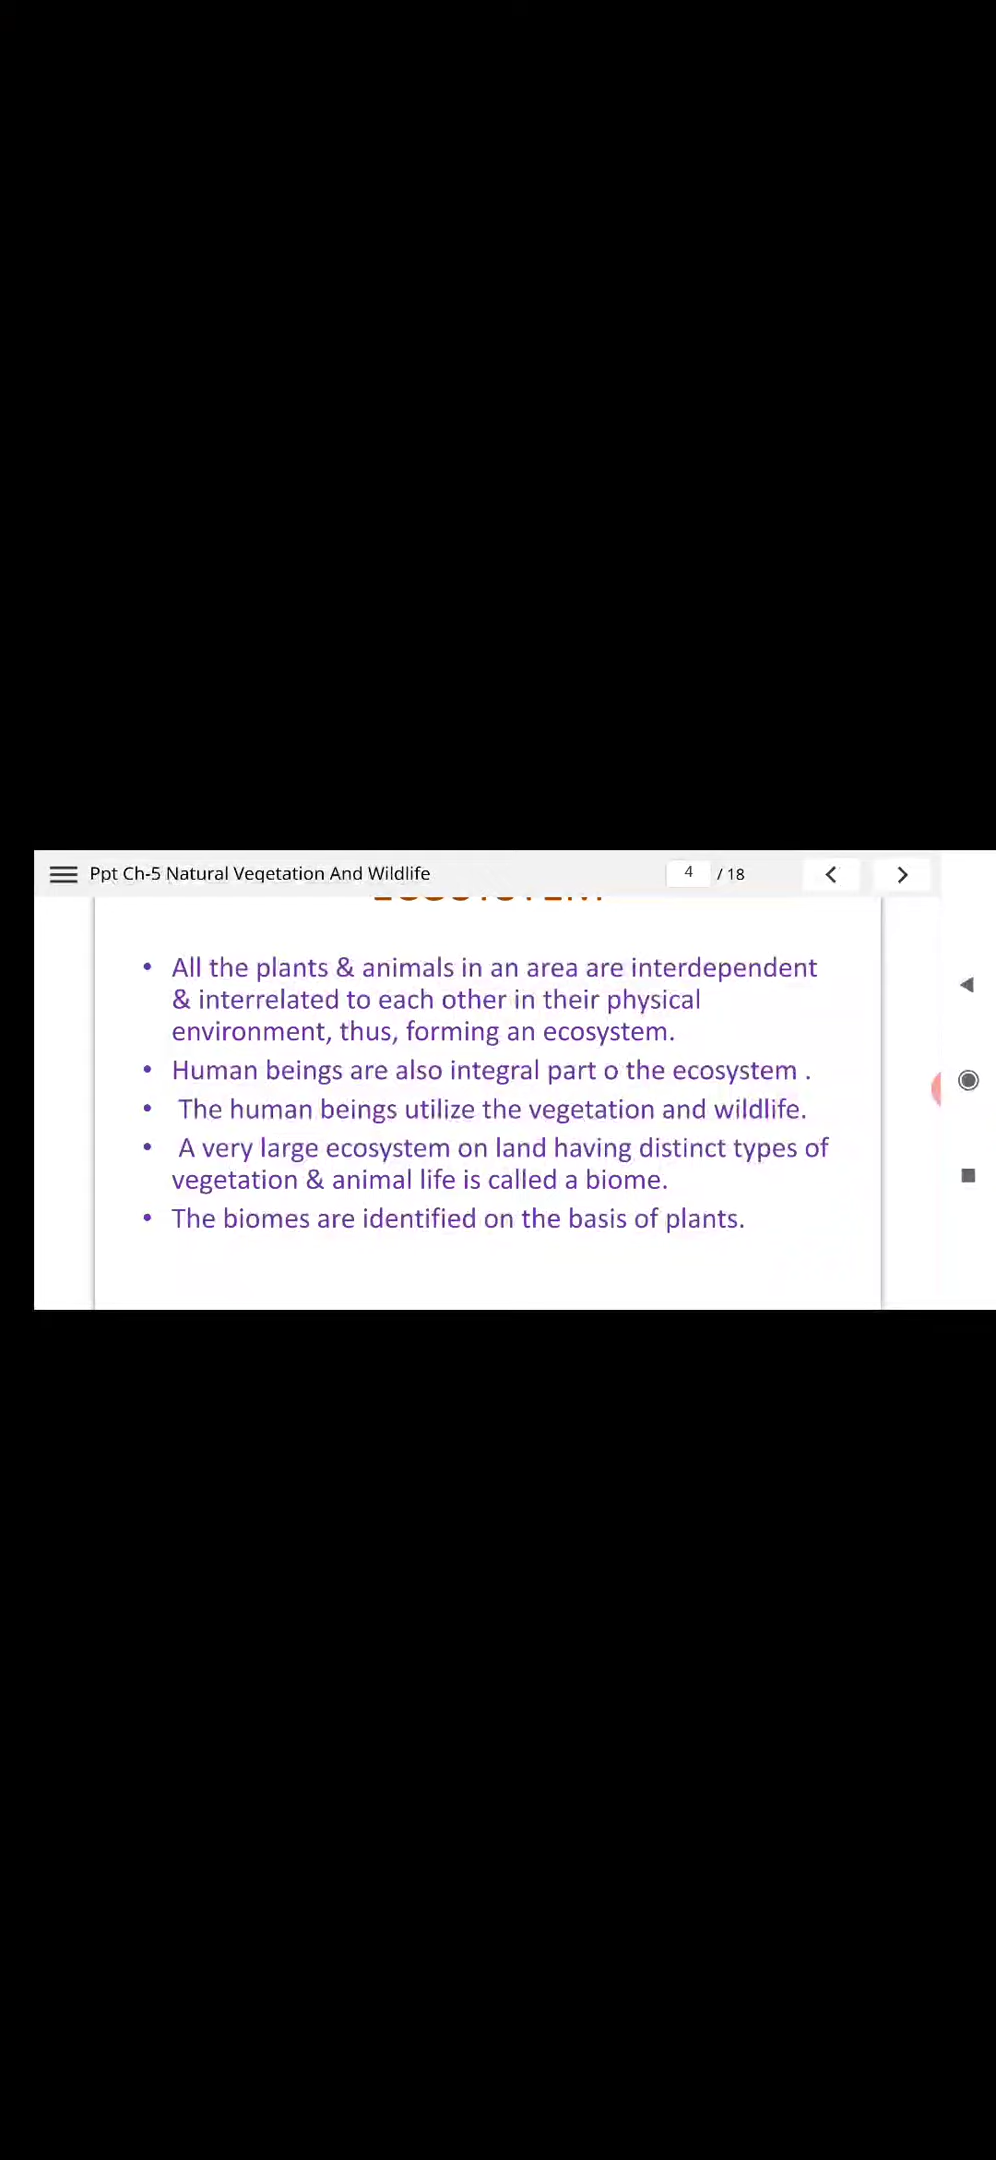 Ppt Ch-5 Natural Vegetation And Wildlife 4 / 18
ECOSYSTEM
• All the plants & animals in an area are interdependent
& interrelated to each other in their physical
environment, thus, forming an ecosystem.
• Human beings are also integral part o the ecosystem .
• The human beings utilize the vegetation and wildlife.
• A very large ecosystem on land having distinct types of
vegetation & animal life is called a biome.
• The biomes are identified on the basis of plants.